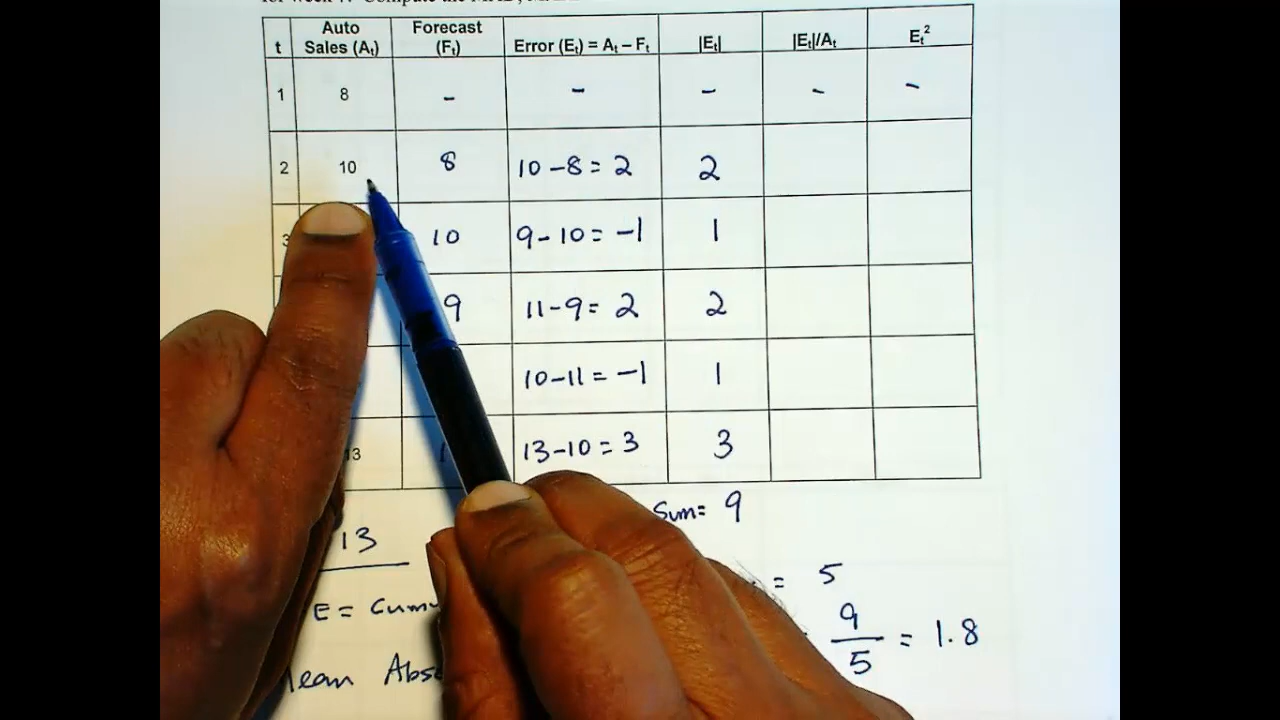 t Auto Sales (At) Forecast (Ft) Error (Et) = At – Ft |Et| |Et|/At Et²
1 8 - - - - -
2 10 8 10 - 8 = 2 2
10 9 - 10 = -1 1
9 11 - 9 = 2 2
10 - 11 = -1 1
13 13 - 10 = 3 3
Sum = 9
13
= 5
E = Cumu
9/5 = 1.8
Mean Abs